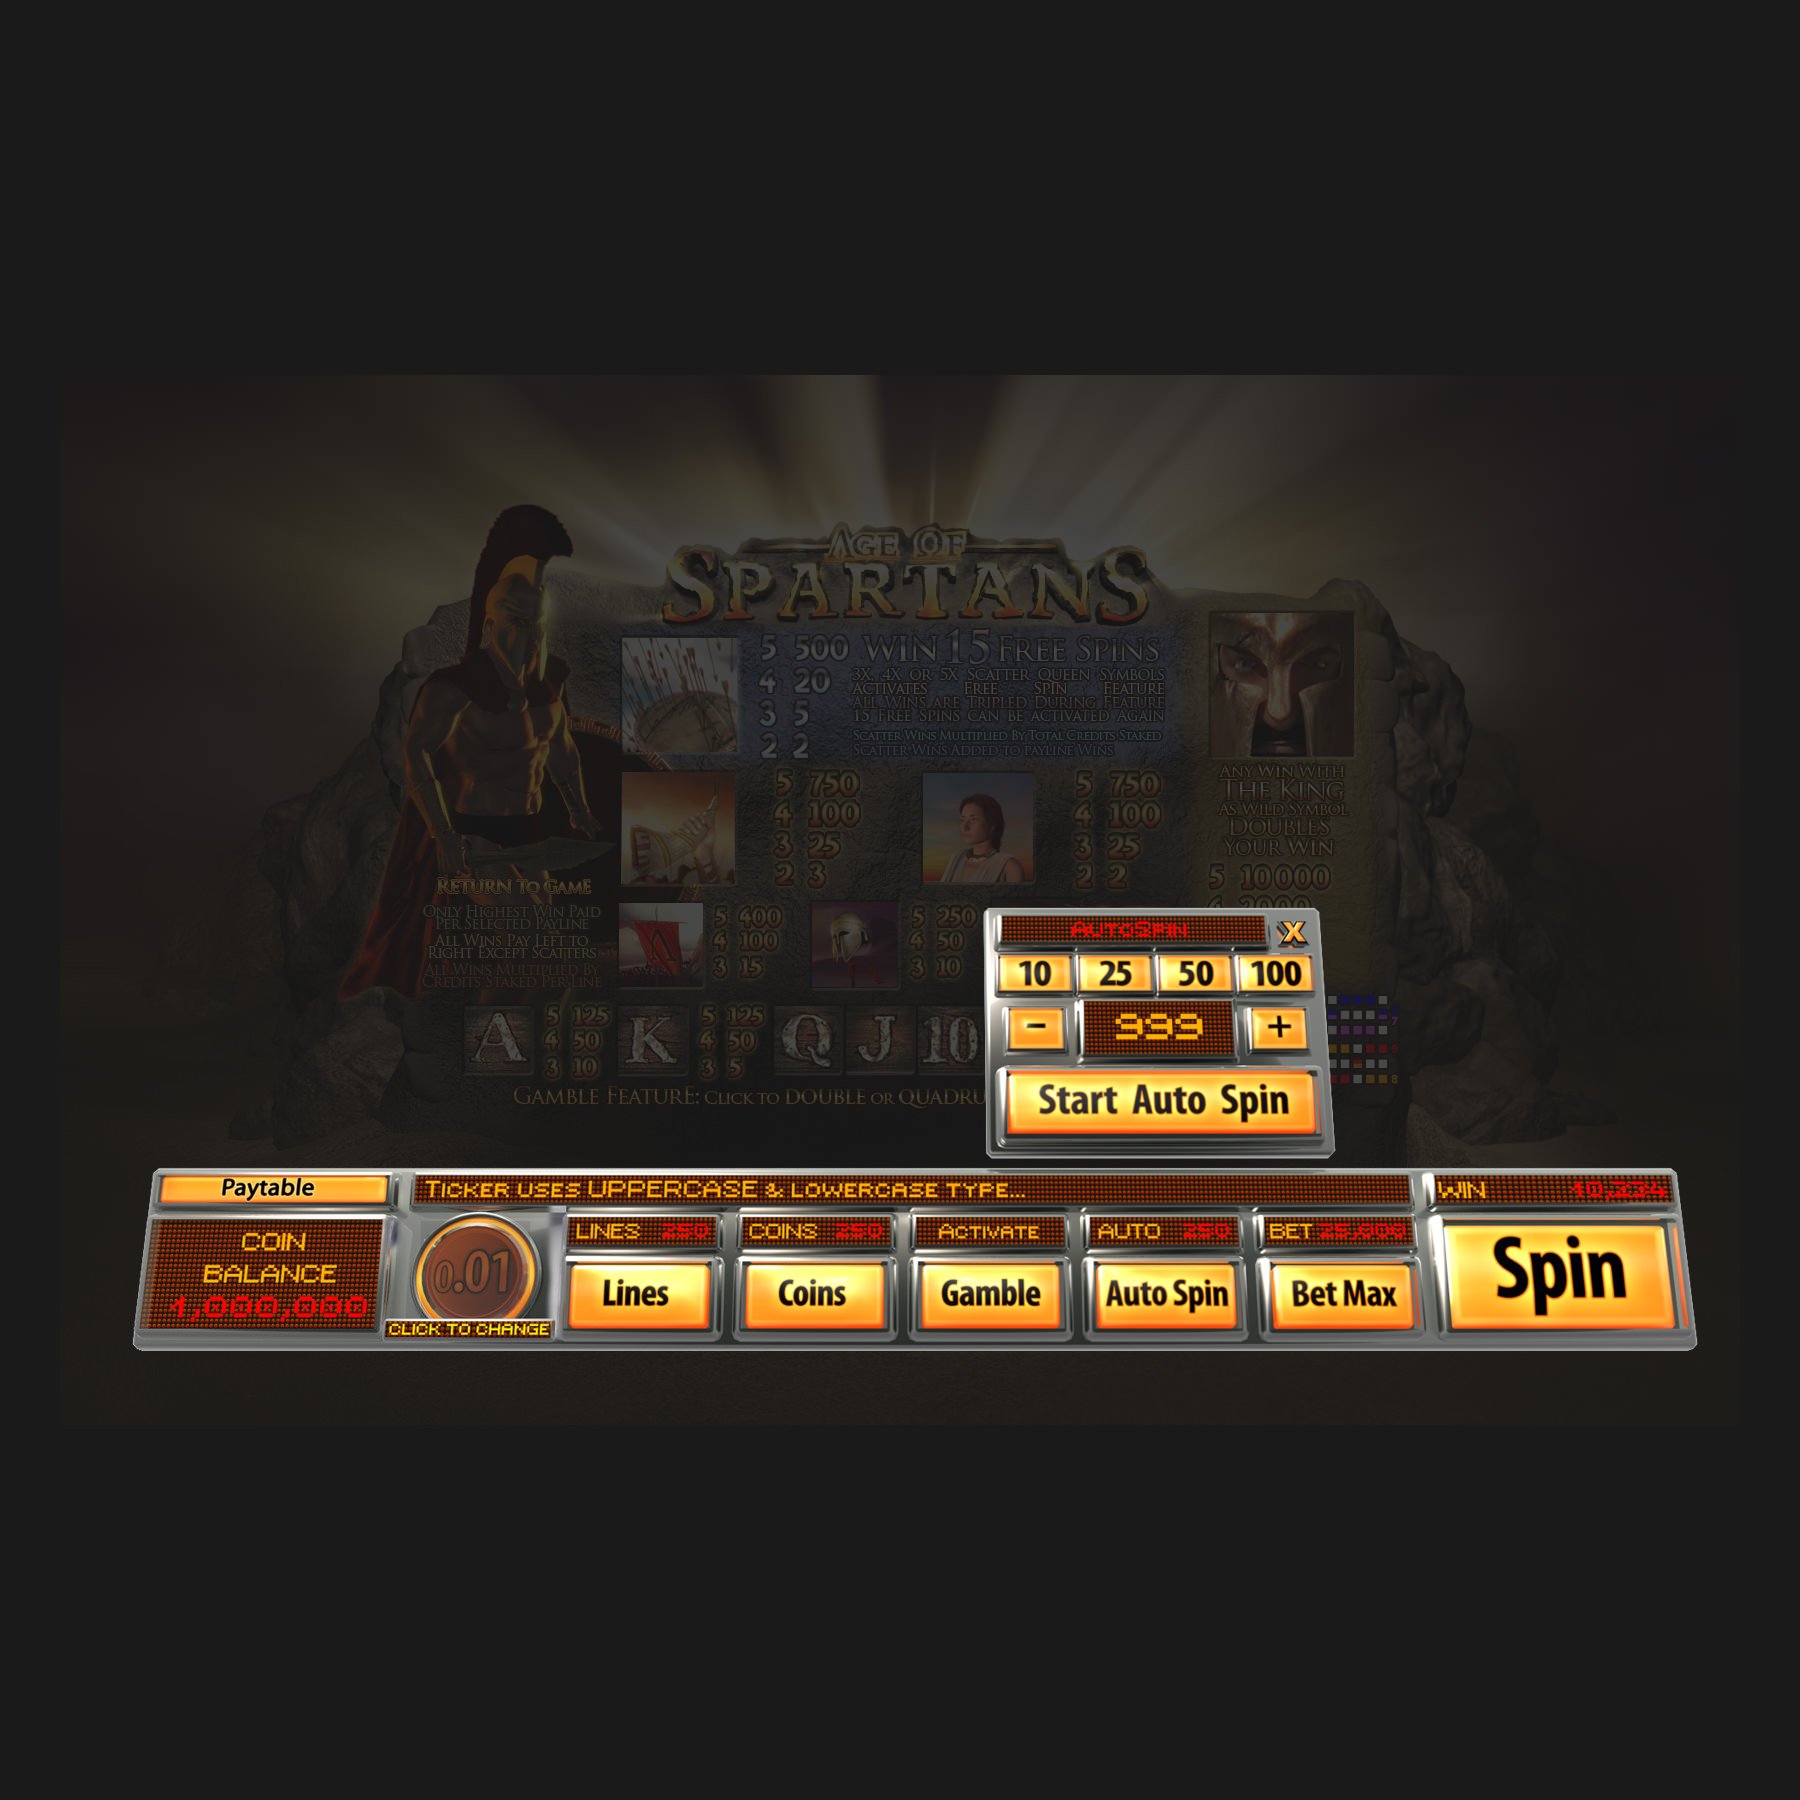 AGE OF
SPARTANS
5 500
4 20
3 5
2 2
WIN 15 FREE SPINS
3X, 4X OR 5X SCATTER QUEEN SYMBOLS
ACTIVATES FREE SPIN FEATURE
ALL WINS ARE TRIPLED DURING FEATURE
15 FREE SPINS CAN BE ACTIVATED AGAIN
SCATTER WINS MULTIPLIED BY TOTAL CREDITS STAKED
SCATTER WINS ADDED TO PAYLINE WINS
ANY WIN WITH
THE KING
AS WILD SYMBOL
DOUBLES
YOUR WIN
5 10000
5 750
4 100
3 25
2 3
5 750
4 100
3 25
2 2
RETURN TO GAME
ONLY HIGHEST WIN PAID
PER SELECTED PAYLINE
ALL WINS PAY LEFT TO
RIGHT EXCEPT SCATTERS
ALL WINS MULTIPLIED BY
CREDITS STAKED PER LINE
5 400
4 100
3 15
5 250
4 50
3 10
A
5 125
4 50
3 10
K
5 125
4 50
3 5
Q J 10
GAMBLE FEATURE: CLICK TO DOUBLE OR QUADRU
AUTOSPIN X
10 25 50 100
- 999 +
Start Auto Spin
Paytable
TICKER USES UPPERCASE & LOWERCASE TYPE...
WIN 10,234
COIN
BALANCE
1,000,000
0.01
CLICK TO CHANGE
LINES 250
Lines
COINS 250
Coins
ACTIVATE
Gamble
AUTO 250
Auto Spin
BET 25,000
Bet Max
Spin